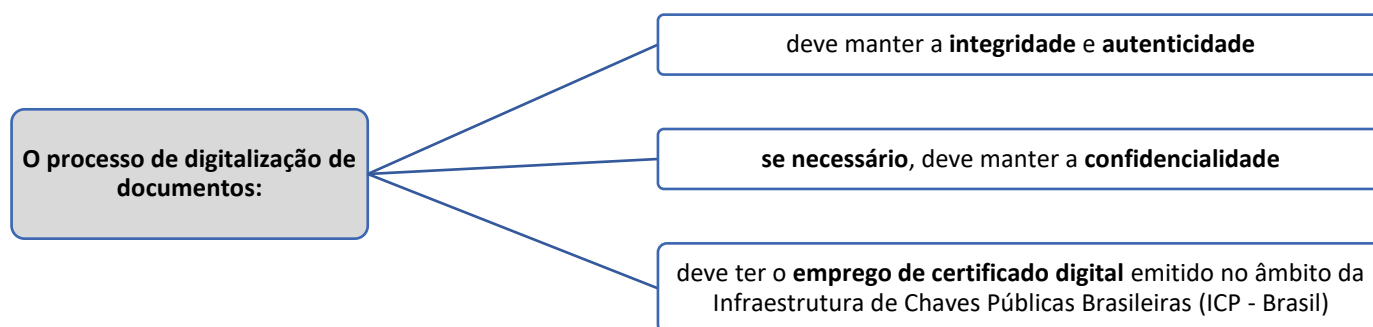 O processo de digitalização de
documentos:
deve manter a integridade e autenticidade
se necessário, deve manter a confidencialidade
deve ter o emprego de certificado digital emitido no âmbito da
Infraestrutura de Chaves Públicas Brasileiras (ICP - Brasil)